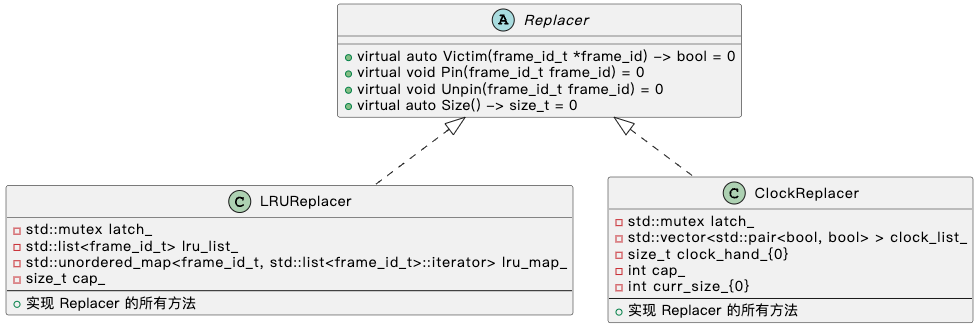 A Replacer
virtual auto Victim(frame_id_t *frame_id) -> bool = 0
virtual void Pin(frame_id_t frame_id) = 0
virtual void Unpin(frame_id_t frame_id) = 0
virtual auto Size() -> size_t = 0
C LRUReplacer
std::mutex latch_
std::list<frame_id_t> lru_list_
std::unordered_map<frame_id_t, std::list<frame_id_t>::iterator> lru_map_
size_t cap_
实现 Replacer 的所有方法
C ClockReplacer
std::mutex latch_
std::vector<std::pair<bool, bool> > clock_list_
size_t clock_hand_{0}
int cap_
int curr_size_{0}
实现 Replacer 的所有方法